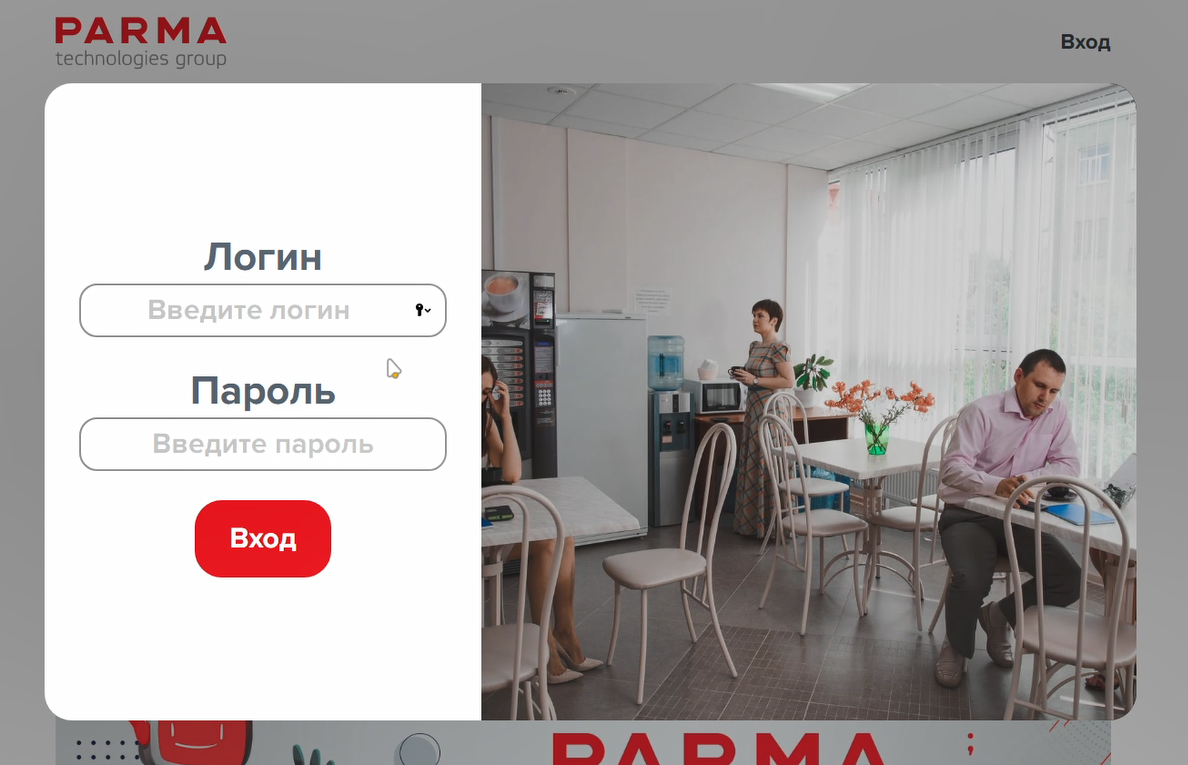 PARMA
technologies group
Вход
Логин
Введите логин
Пароль
Введите пароль
Вход
PARMA
;